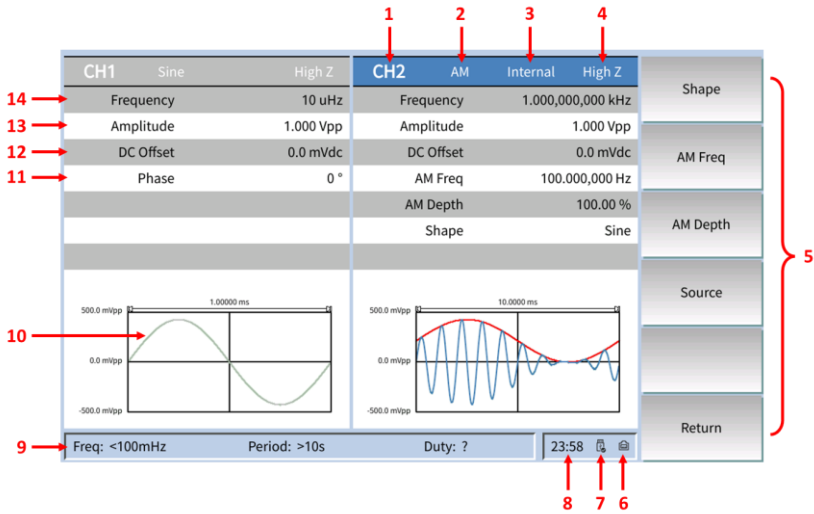 1 2 3 4
CH1 Sine High Z
CH2 AM Internal High Z
Shape
14 Frequency 10 uHz
Frequency 1.000,000,000 kHz
13 Amplitude 1.000 Vpp
Amplitude 1.000 Vpp
12 DC Offset 0.0 mVdc
DC Offset 0.0 mVdc
AM Freq
11 Phase 0 °
AM Freq 100.000,000 Hz
AM Depth 100.00 %
AM Depth
Shape Sine
5
Source
1.00000 ms
10.0000 ms
500.0 mVpp
500.0 mVpp
10
0.0 mVpp
0.0 mVpp
-500.0 mVpp
-500.0 mVpp
Return
9 Freq: <100mHz Period: >10s Duty: ? 23:58
8 7 6